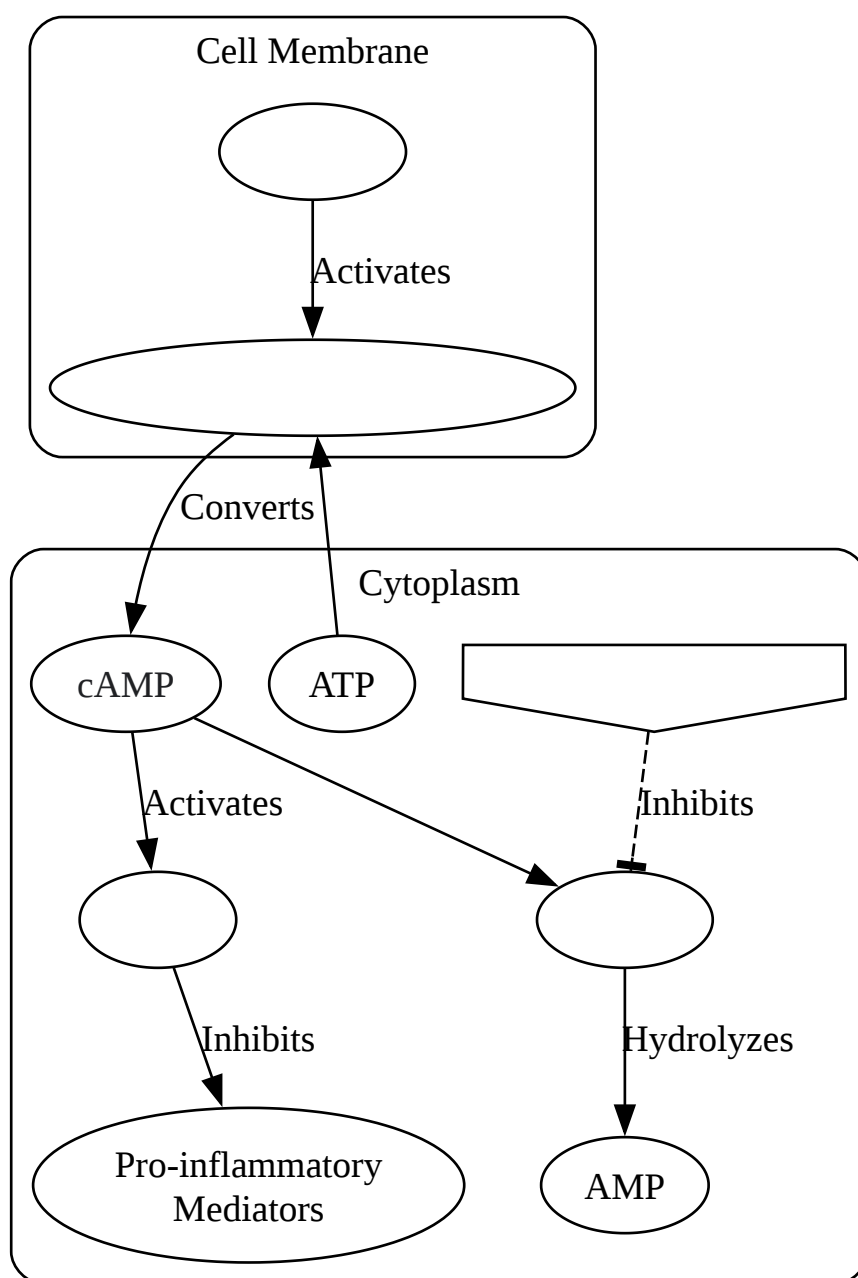 Cell Membrane
Activates
Converts
Cytoplasm
cAMP
ATP
Activates
Inhibits
Inhibits
Hydrolyzes
Pro-inflammatory
Mediators
AMP